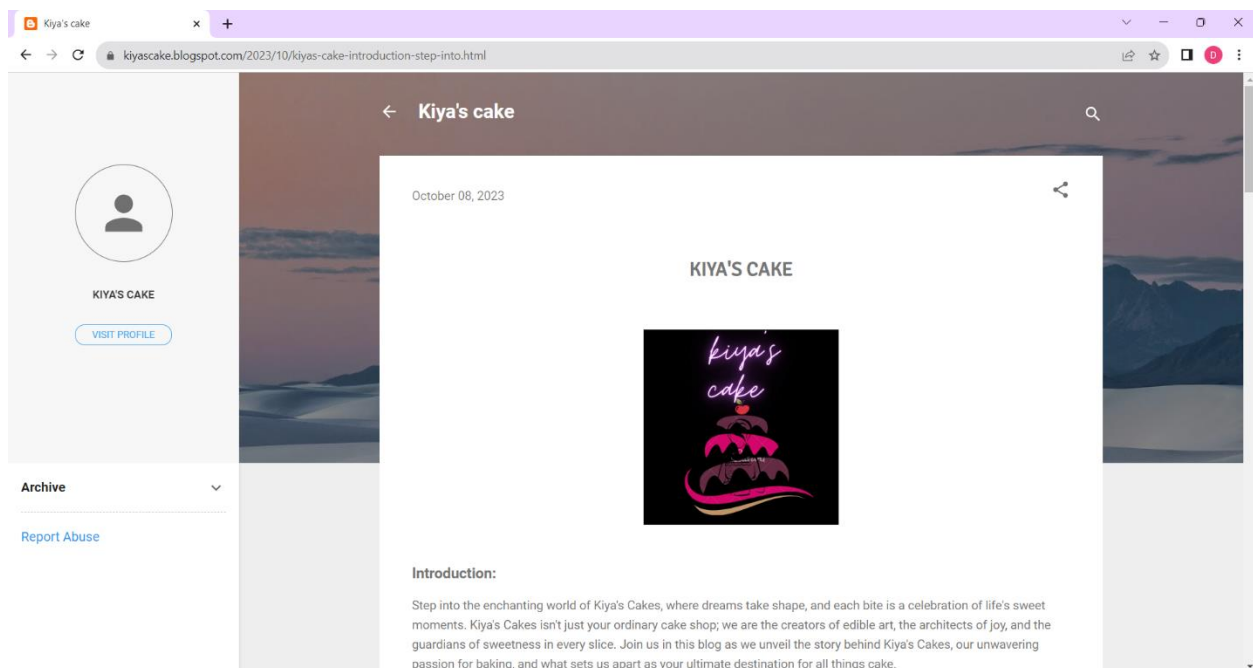 Kiya's cake
kiyascake.blogspot.com/2023/10/kiyas-cake-introduction-step-into.html
D
Kiya's cake
October 08, 2023
KIYA'S CAKE
VISIT PROFILE
Archive
Report Abuse
KIYA'S CAKE
kiya's
cake
Introduction:
Step into the enchanting world of Kiya's Cakes, where dreams take shape, and each bite is a celebration of life's sweet
moments. Kiya's Cakes isn't just your ordinary cake shop; we are the creators of edible art, the architects of joy, and the
guardians of sweetness in every slice. Join us in this blog as we unveil the story behind Kiya's Cakes, our unwavering
passion for baking, and what sets us apart as your ultimate destination for all things cake.